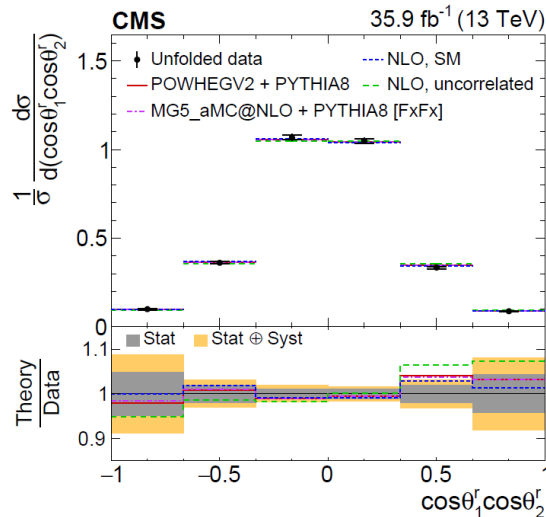 CMS 35.9 fb⁻¹ (13 TeV)
Unfolded data
NLO, SM
POWHEGV2 + PYTHIA8
NLO, uncorrelated
MG5_aMC@NLO + PYTHIA8 [FxFx]
1/σ dσ/d(cosθ₁ʳcosθ₂ʳ)
1.5
1
0.5
0
Stat
Stat ⊕ Syst
Theory/Data
1.1
1
0.9
−1 −0.5 0 0.5 1
cosθ₁ʳcosθ₂ʳ